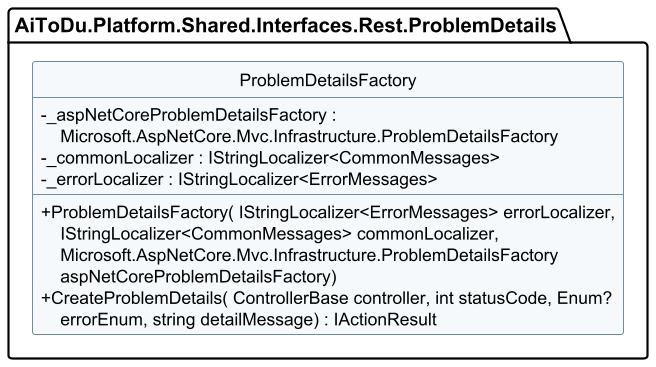 AiToDu.Platform.Shared.Interfaces.Rest.ProblemDetails
ProblemDetailsFactory
-_aspNetCoreProblemDetailsFactory :
Microsoft.AspNetCore.Mvc.Infrastructure.ProblemDetailsFactory
-_commonLocalizer : IStringLocalizer<CommonMessages>
-_errorLocalizer : IStringLocalizer<ErrorMessages>
+ProblemDetailsFactory( IStringLocalizer<ErrorMessages> errorLocalizer,
IStringLocalizer<CommonMessages> commonLocalizer,
Microsoft.AspNetCore.Mvc.Infrastructure.ProblemDetailsFactory
aspNetCoreProblemDetailsFactory)
+CreateProblemDetails( ControllerBase controller, int statusCode, Enum?
errorEnum, string detailMessage) : IActionResult